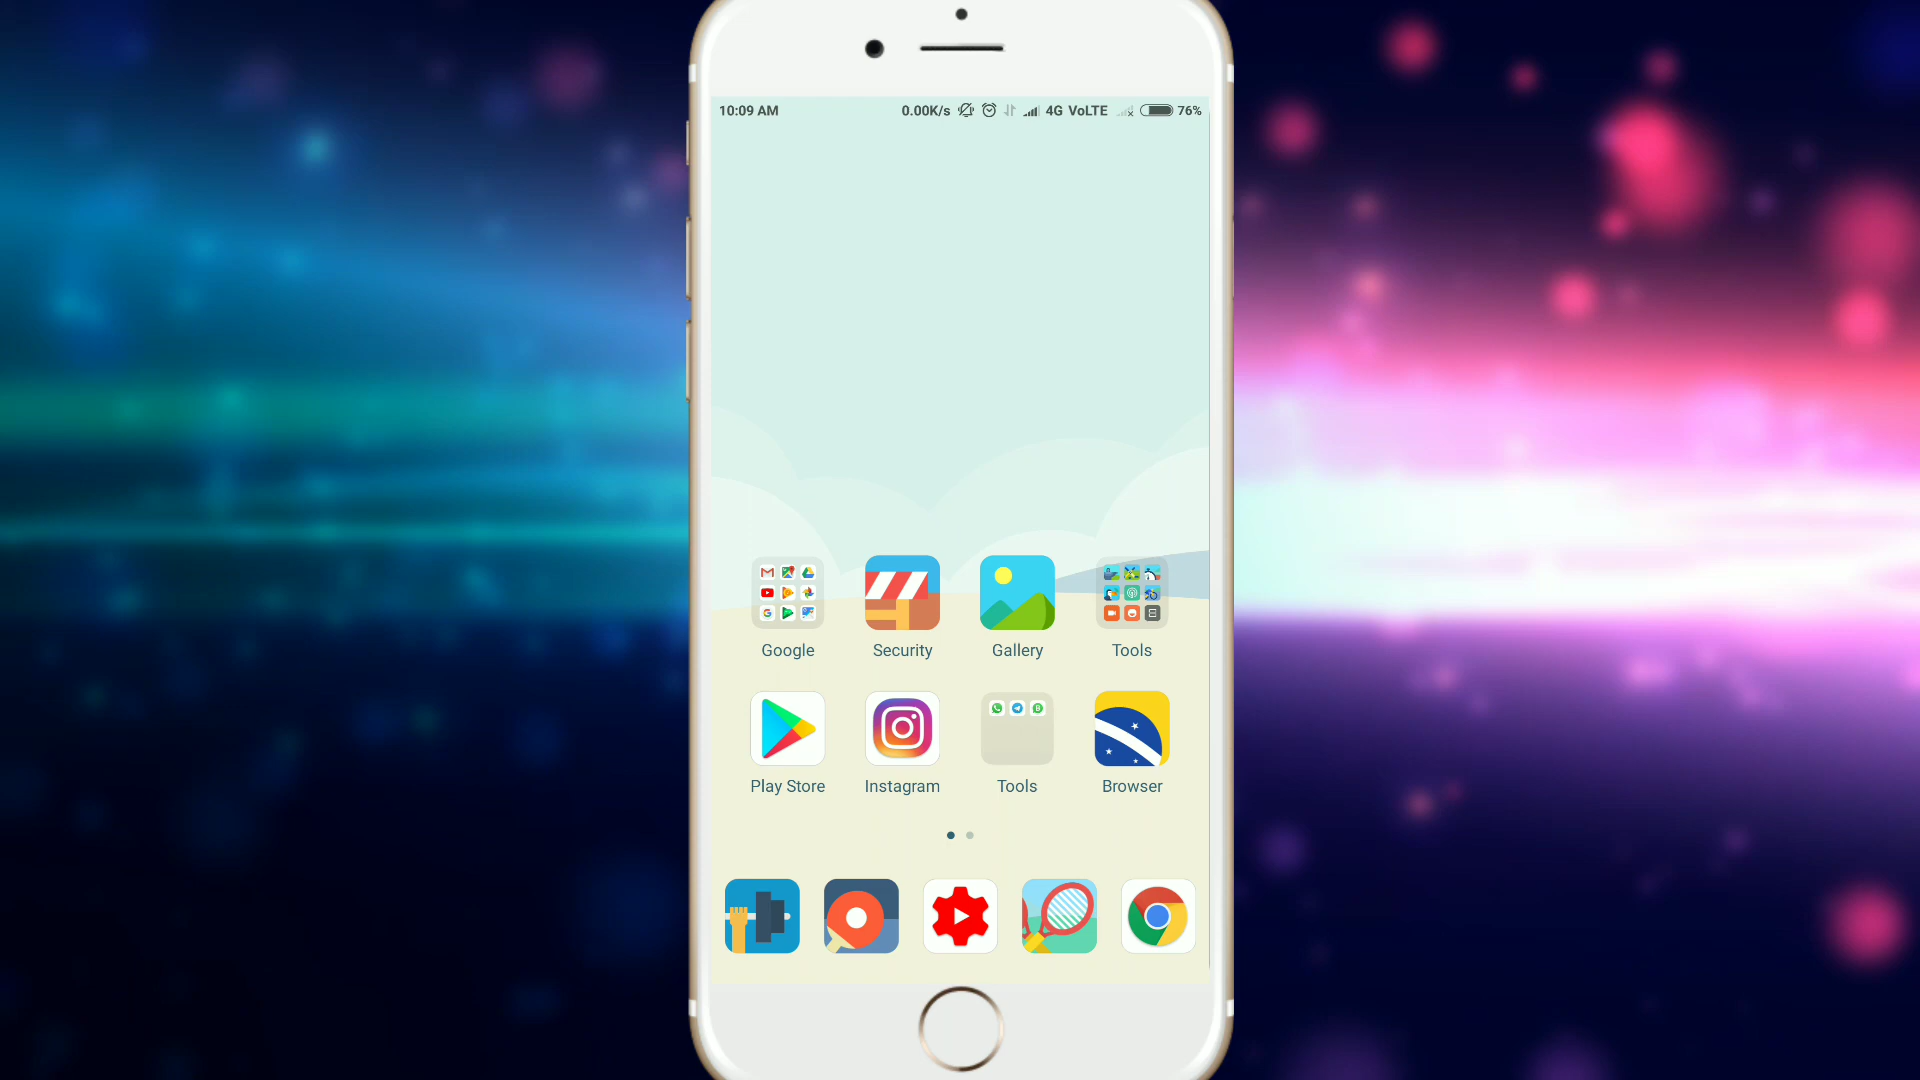 10:09 AM 0.00K/s 4G VoLTE 76%
Google Security Gallery Tools
Play Store Instagram Tools Browser